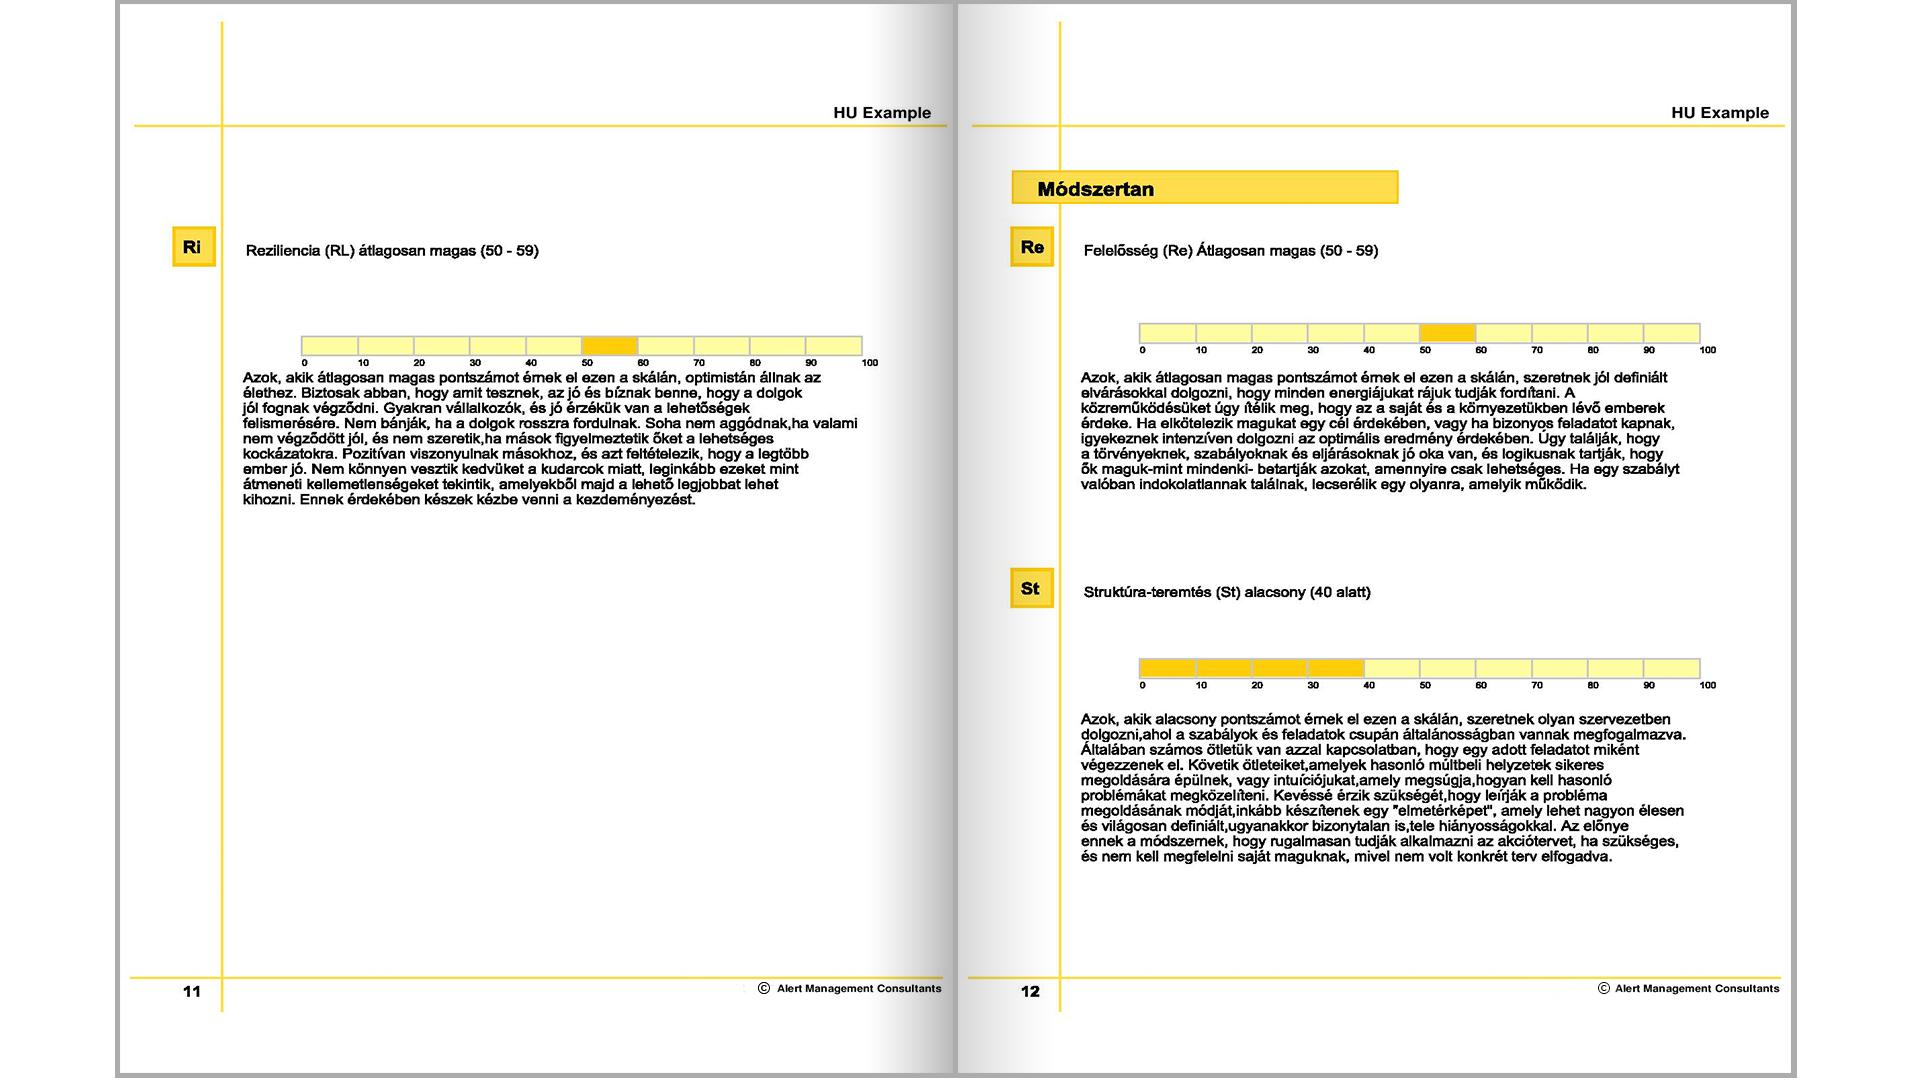 HU Example
Ri
Reziliencia (RL) átlagosan magas (50 - 59)
0 10 20 30 40 50 60 70 80 90 100
Azok, akik átlagosan magas pontszámot érnek el ezen a skálán, optimistán állnak az
élethez. Biztosak abban, hogy amit tesznek, az jó és bíznak benne, hogy a dolgok
jól fognak végződni. Gyakran vállalkozók, és jó érzékük van a lehetőségek
felismerésére. Nem bánják, ha a dolgok rosszra fordulnak. Soha nem aggódnak,ha valami
nem végződött jól, és nem szeretik,ha mások figyelmeztetik őket a lehetséges
kockázatokra. Pozitívan viszonyulnak másokhoz, és azt feltételezik, hogy a legtöbb
ember jó. Nem könnyen vesztik kedvüket a kudarcok miatt, leginkább ezeket mint
átmeneti kellemetlenségeket tekintik, amelyekből majd a lehető legjobbat lehet
kihozni. Ennek érdekében készek kézbe venni a kezdeményezést.
11
© Alert Management Consultants
HU Example
Módszertan
Re
Felelősség (Re) Átlagosan magas (50 - 59)
0 10 20 30 40 50 60 70 80 90 100
Azok, akik átlagosan magas pontszámot érnek el ezen a skálán, szeretnek jól definiált
elvárásokkal dolgozni, hogy minden energiájukat rájuk tudják fordítani. A
közreműködésüket úgy ítélik meg, hogy az a saját és a környezetükben lévő emberek
érdeke. Ha elkötelezik magukat egy cél érdekében, vagy ha bizonyos feladatot kapnak,
igyekeznek intenzíven dolgozni az optimális eredmény érdekében. Úgy találják, hogy
a törvényeknek, szabályoknak és eljárásoknak jó oka van, és logikusnak tartják, hogy
ők maguk-mint mindenki- betartják azokat, amennyire csak lehetséges. Ha egy szabályt
valóban indokolatlannak találnak, lecserélik egy olyanra, amelyik működik.
St
Struktúra-teremtés (St) alacsony (40 alatt)
0 10 20 30 40 50 60 70 80 90 100
Azok, akik alacsony pontszámot érnek el ezen a skálán, szeretnek olyan szervezetben
dolgozni,ahol a szabályok és feladatok csupán általánosságban vannak megfogalmazva.
Általában számos ötletük van azzal kapcsolatban, hogy egy adott feladatot miként
végezzenek el. Követik ötleteiket,amelyek hasonló múltbeli helyzetek sikeres
megoldására épülnek, vagy intuíciójukat,amely megsúgja,hogyan kell hasonló
problémákat megközelíteni. Kevéssé érzik szükségét,hogy leírják a probléma
megoldásának módját,inkább készítenek egy "elmetérképet", amely lehet nagyon élesen
és világosan definiált,ugyanakkor bizonytalan is,tele hiányosságokkal. Az előnye
ennek a módszernek, hogy rugalmasan tudják alkalmazni az akciótervet, ha szükséges,
és nem kell megfelelni saját maguknak, mivel nem volt konkrét terv elfogadva.
12
© Alert Management Consultants